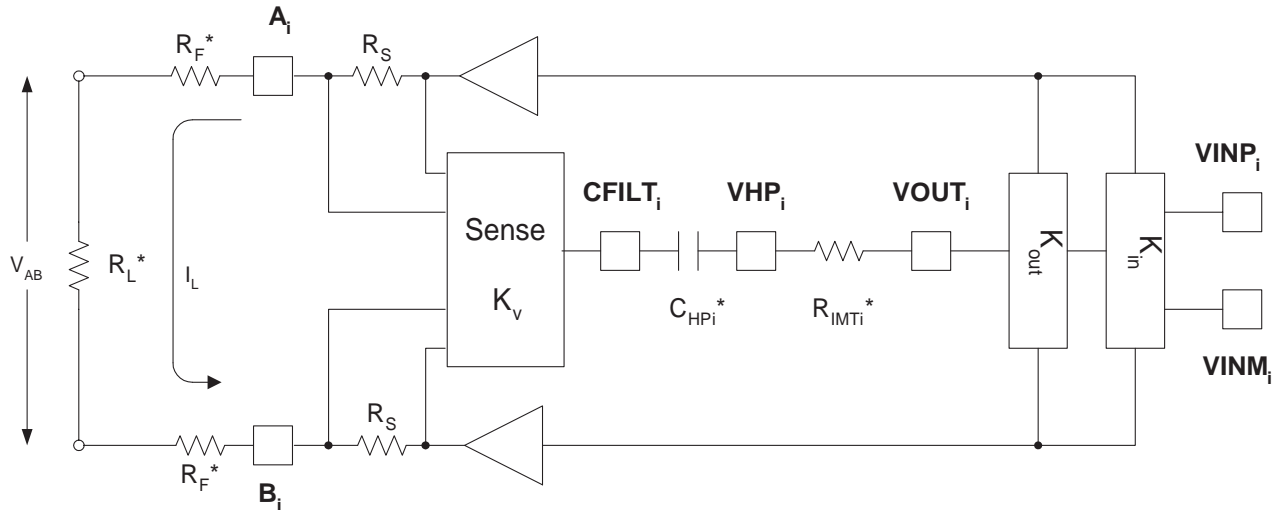 A_i
R_F*
R_S
VINP_i
CFILT_i
VHP_i
VOUT_i
Sense
K_v
K_out
K_in
V_AB
R_L*
I_L
C_HPi*
R_IMTi*
VINM_i
R_S
R_F*
B_i